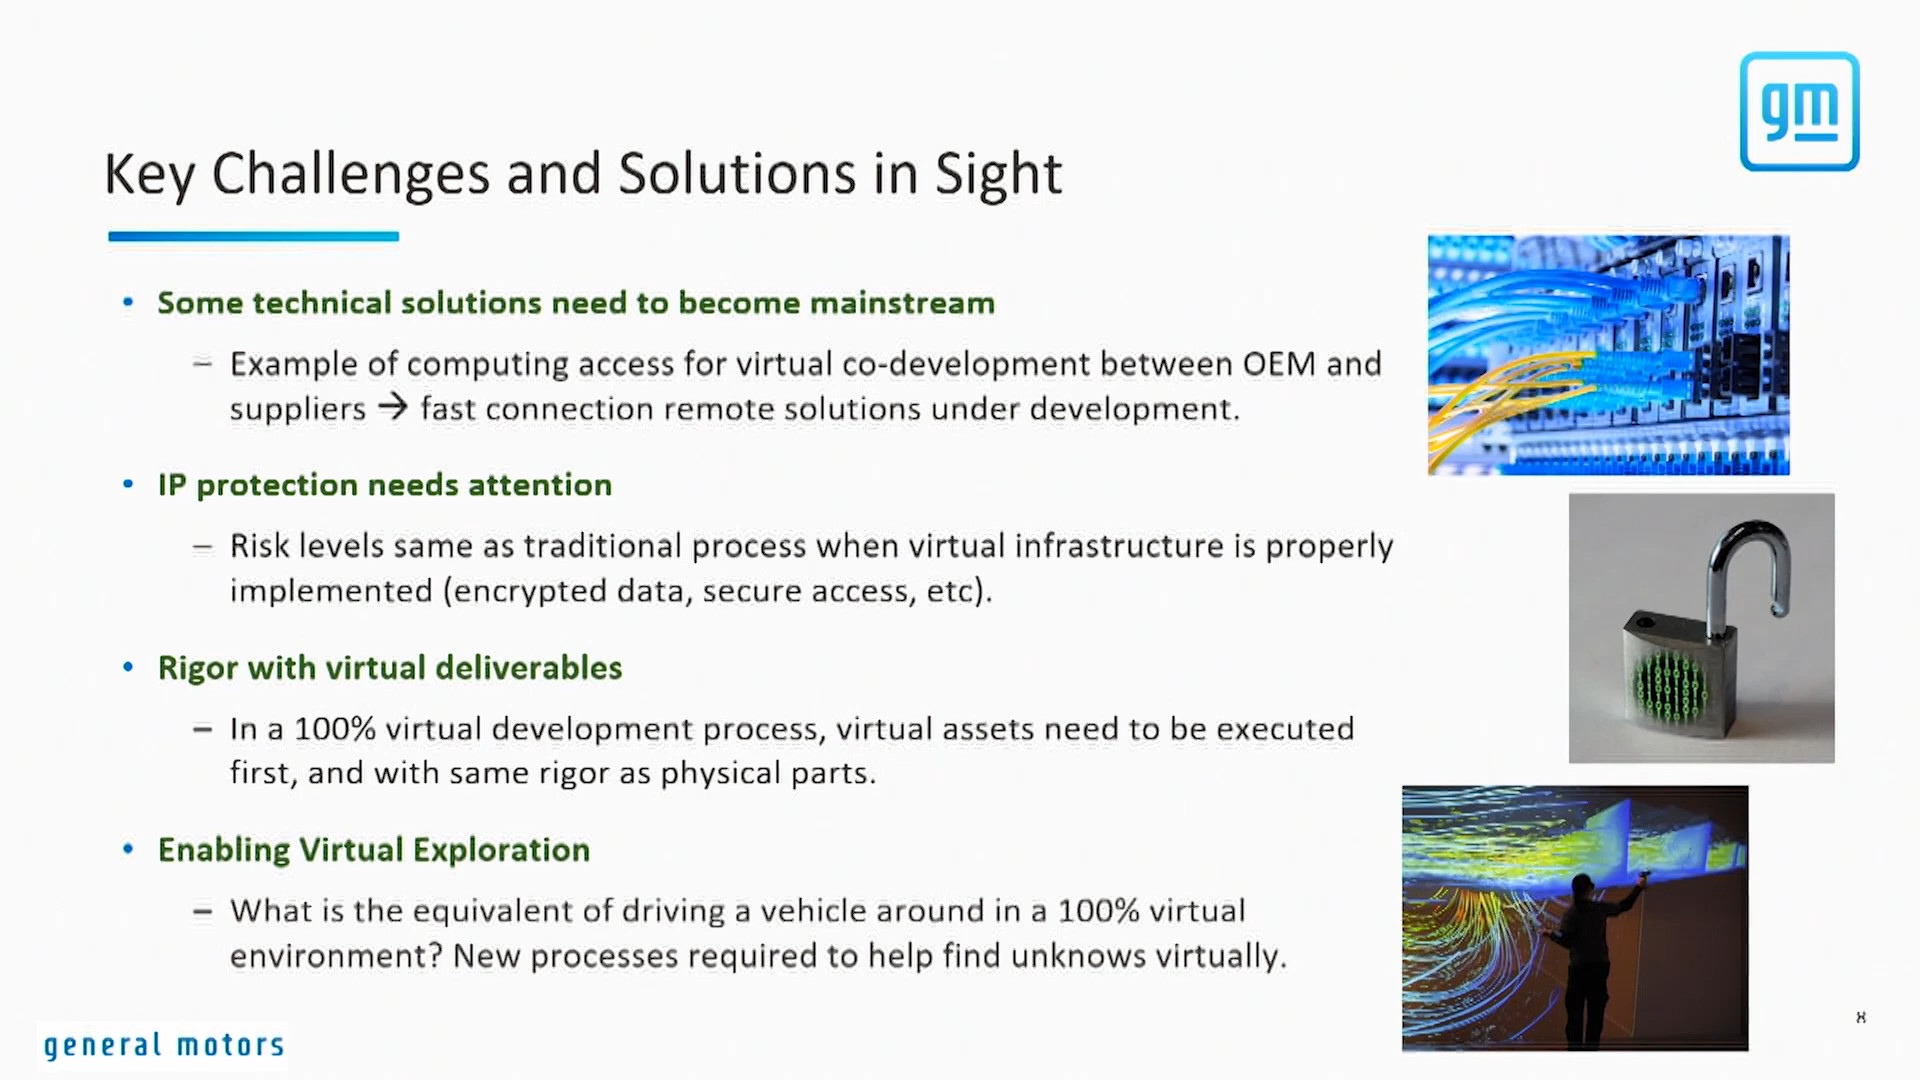 gm
Key Challenges and Solutions in Sight
• Some technical solutions need to become mainstream
– Example of computing access for virtual co-development between OEM and
suppliers → fast connection remote solutions under development.
• IP protection needs attention
– Risk levels same as traditional process when virtual infrastructure is properly
implemented (encrypted data, secure access, etc).
• Rigor with virtual deliverables
– In a 100% virtual development process, virtual assets need to be executed
first, and with same rigor as physical parts.
• Enabling Virtual Exploration
– What is the equivalent of driving a vehicle around in a 100% virtual
environment? New processes required to help find unknows virtually.
general motors
8